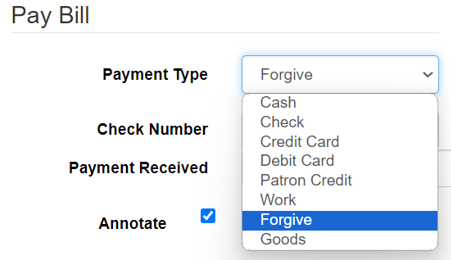 Pay Bill
Payment Type Forgive
Cash
Check
Check Number
Credit Card
Debit Card
Payment Received
Patron Credit
Work
Annotate
Forgive
Goods